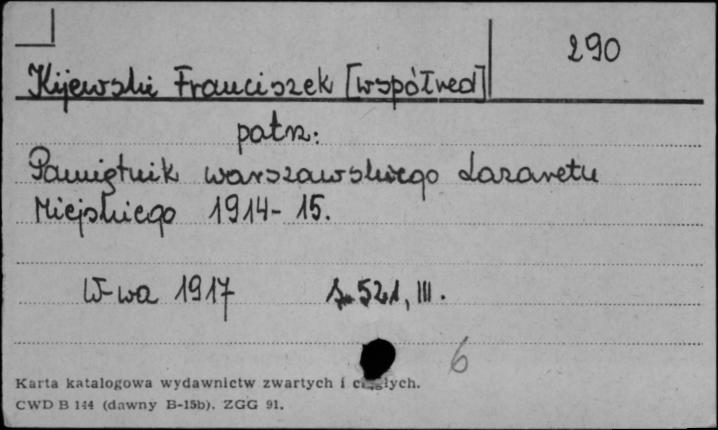 290
Kijewski Franciszek [współred]
patrz:
Pamiętnik warszawskiego Lazaretu
Miejskiego 1914-15.
W-wa 1917 s. 521, III.
6
Karta katalogowa wydawnictw zwartych i ciągłych.
CWD B 144 (dawny B-15b). ZGG 91.